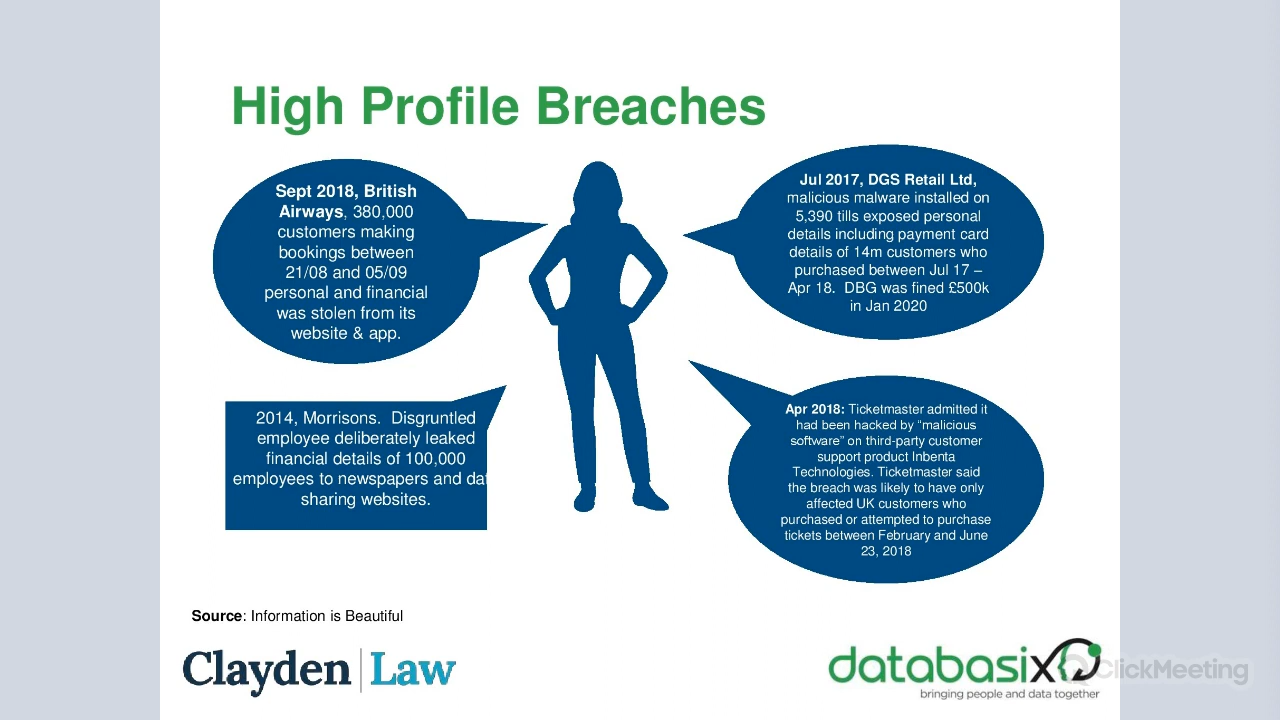 High Profile Breaches
Sept 2018, British
Airways, 380,000
customers making
bookings between
21/08 and 05/09
personal and financial
was stolen from its
website & app.
Jul 2017, DGS Retail Ltd,
malicious malware installed on
5,390 tills exposed personal
details including payment card
details of 14m customers who
purchased between Jul 17 –
Apr 18.  DBG was fined £500k
in Jan 2020
2014, Morrisons.  Disgruntled
employee deliberately leaked
financial details of 100,000
employees to newspapers and dat
sharing websites.
Apr 2018: Ticketmaster admitted it
had been hacked by “malicious
software” on third-party customer
support product Inbenta
Technologies. Ticketmaster said
the breach was likely to have only
affected UK customers who
purchased or attempted to purchase
tickets between February and June
23, 2018
Source: Information is Beautiful
Clayden Law
databasix
bringing people and data together
ClickMeeting